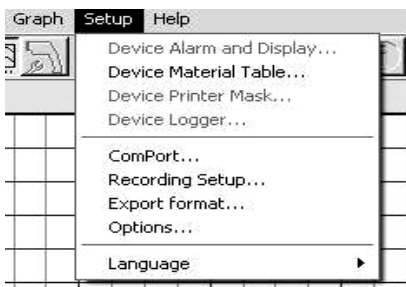 Graph Setup Help
Device Alarm and Display...
Device Material Table...
Device Printer Mask...
Device Logger...
ComPort...
Recording Setup...
Export format...
Options...
Language